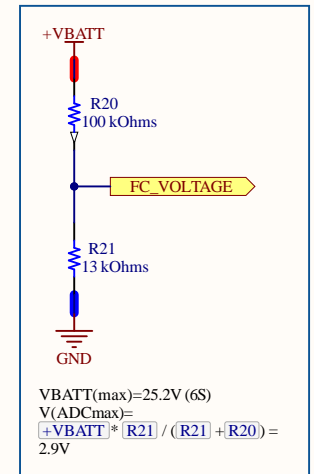 +VBATT
R20
100 kOhms
FC_VOLTAGE
R21
13 kOhms
GND
VBATT(max)=25.2V (6S)
V(ADCmax)=
+VBATT * R21 / (R21 +R20) =
2.9V